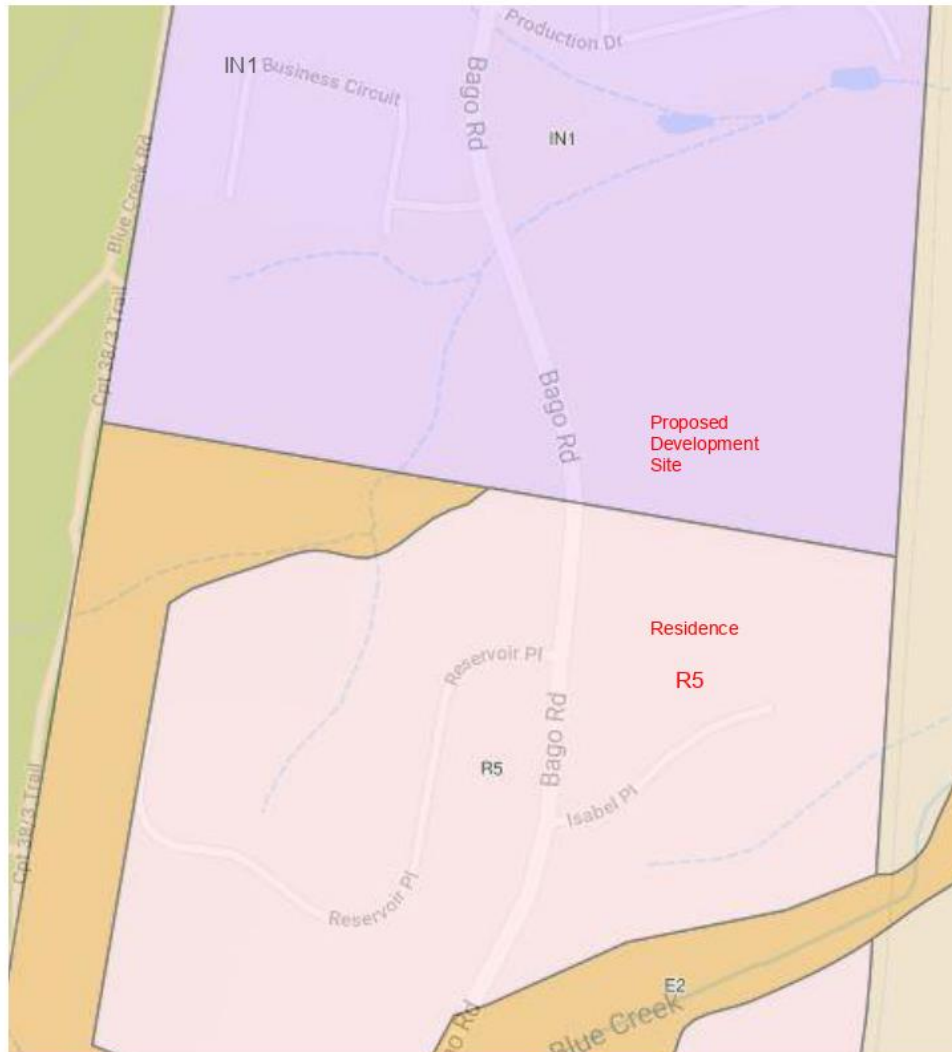 Production Dr
IN1
Business Circuit
Bago Rd
IN1
Blue Creek Rd
Cpt 38/3 Trail
Bago Rd
Proposed
Development
Site
Residence
Reservoir Pl
R5
Bago Rd
R5
Cpt 38/3 Trail
Isabel Pl
Reservoir Pl
E2
Blue Creek
go Rd